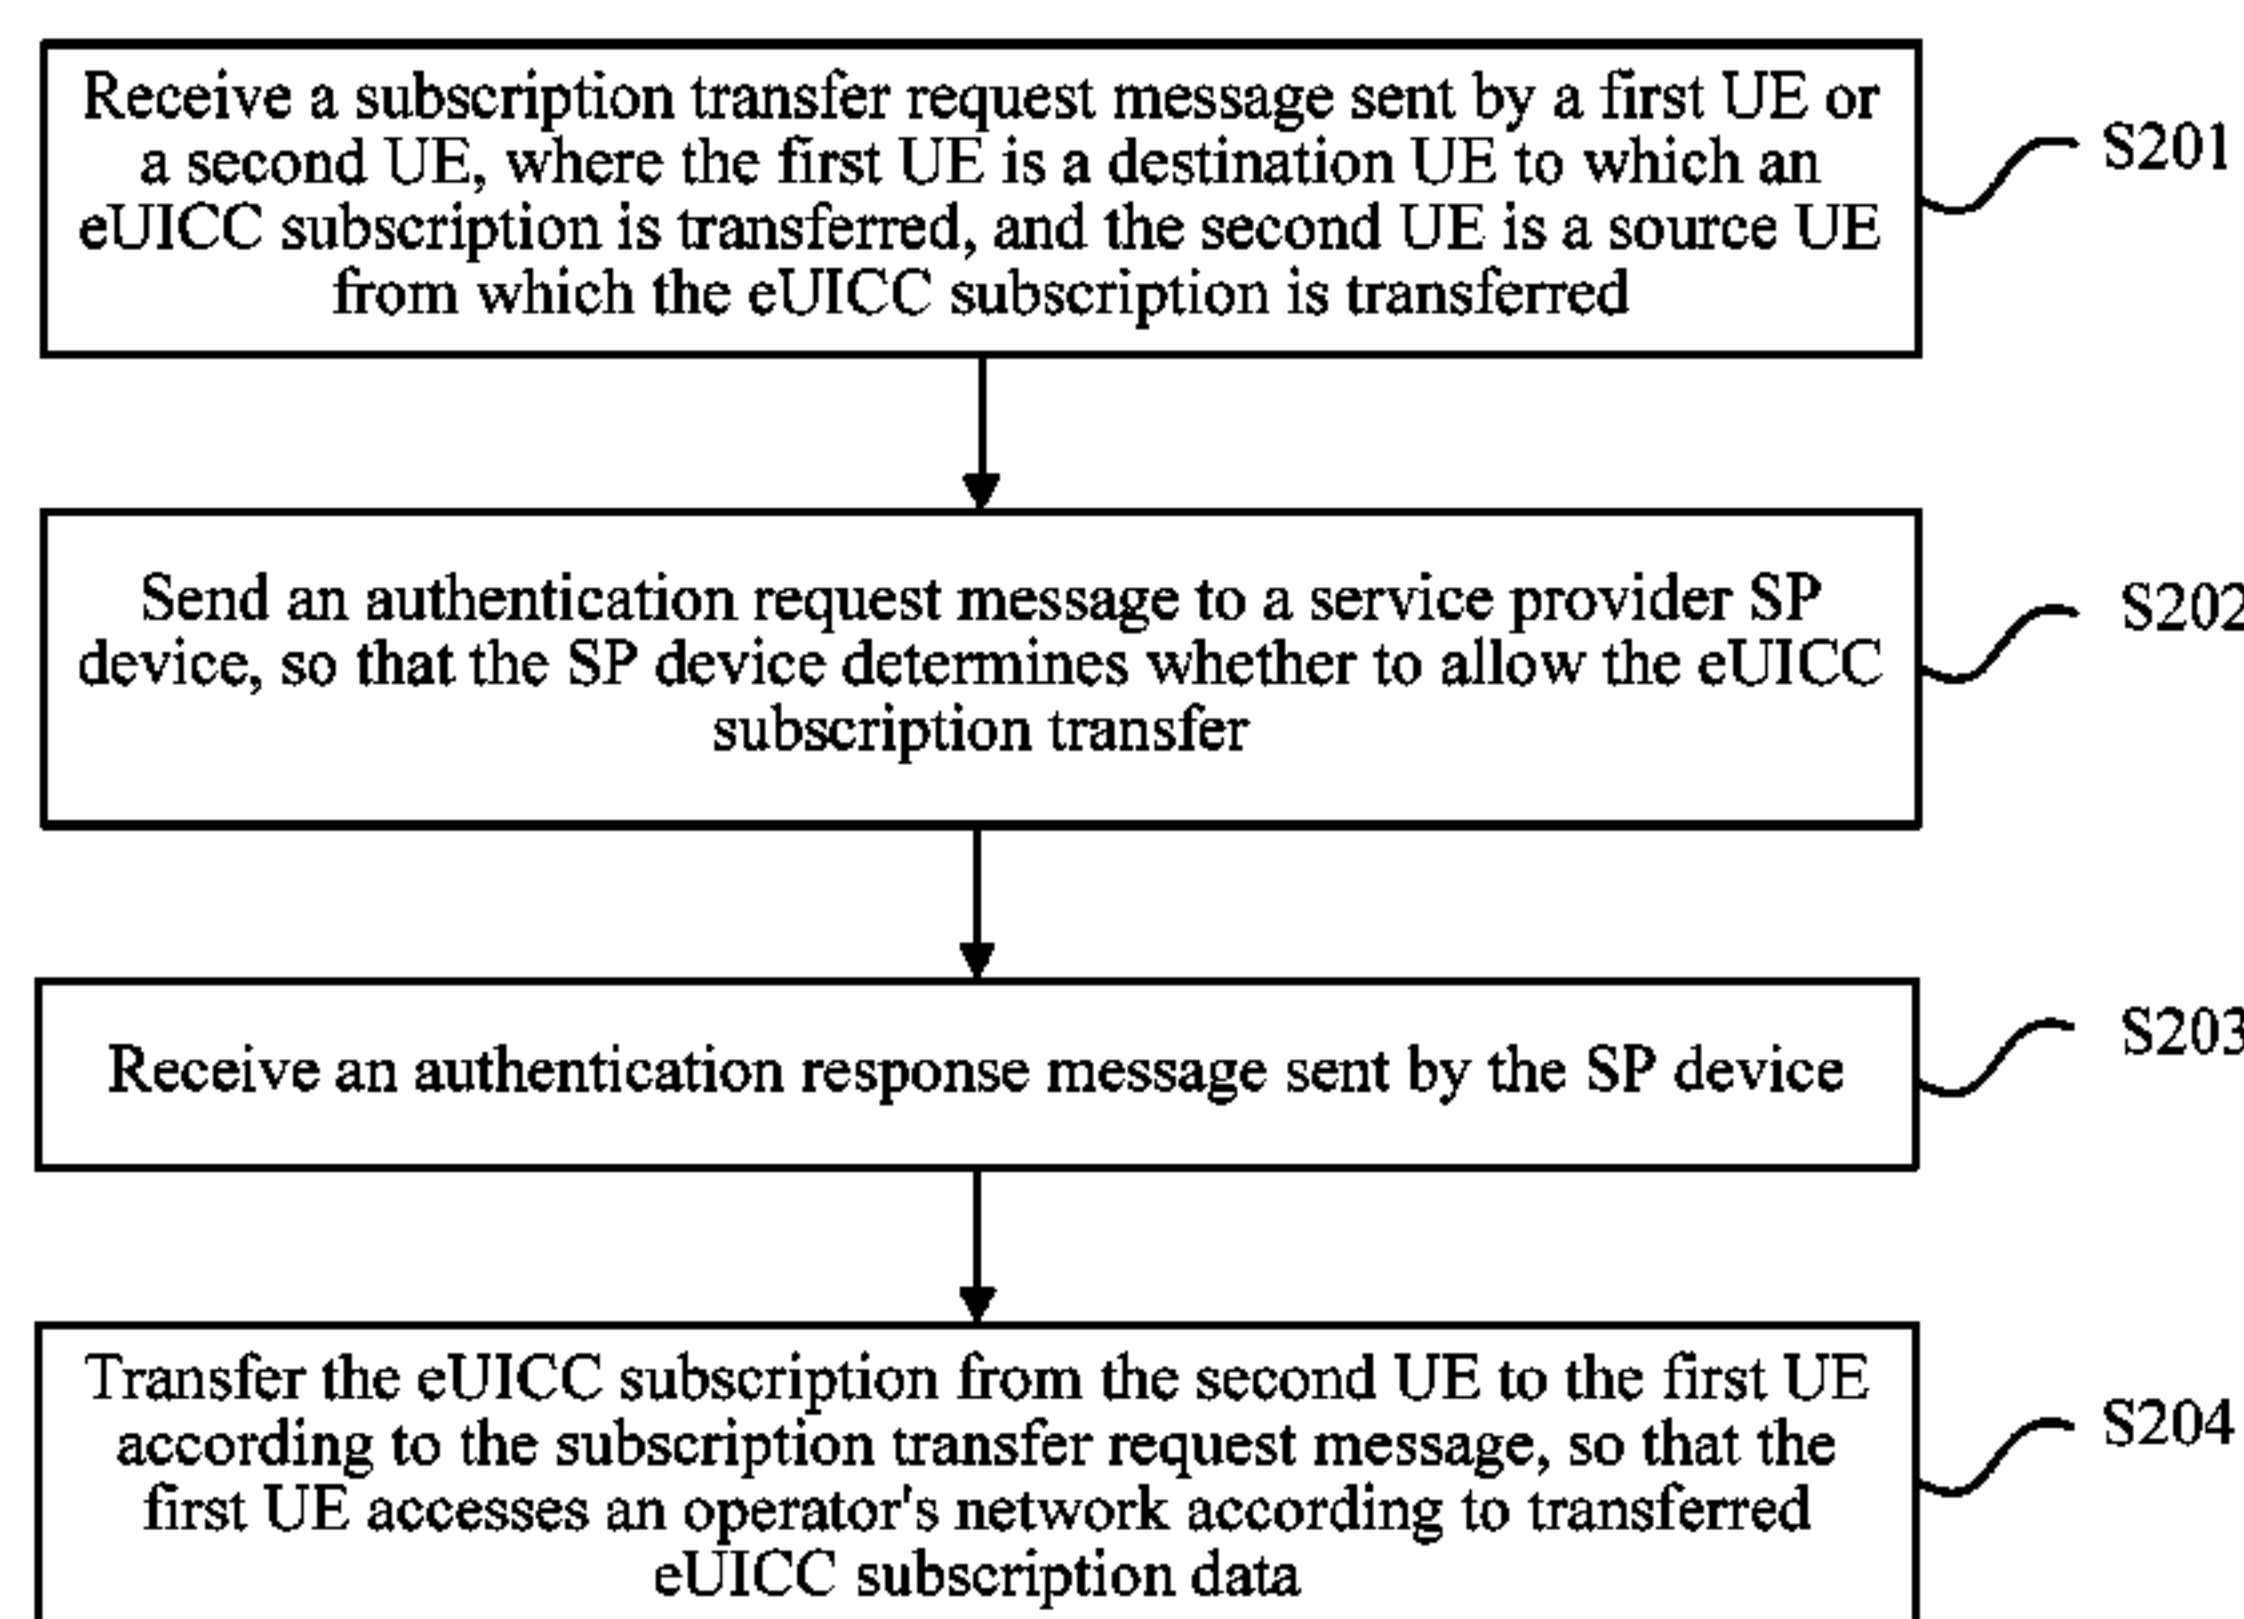 Receive a subscription transfer request message sent by a first UE or
a second UE, where the first UE is a destination UE to which an
eUICC subscription is transferred, and the second UE is a source UE
from which the eUICC subscription is transferred
S201
Send an authentication request message to a service provider SP
device, so that the SP device determines whether to allow the eUICC
subscription transfer
S202
Receive an authentication response message sent by the SP device
S203
Transfer the eUICC subscription from the second UE to the first UE
according to the subscription transfer request message, so that the
first UE accesses an operator's network according to transferred
eUICC subscription data
S204